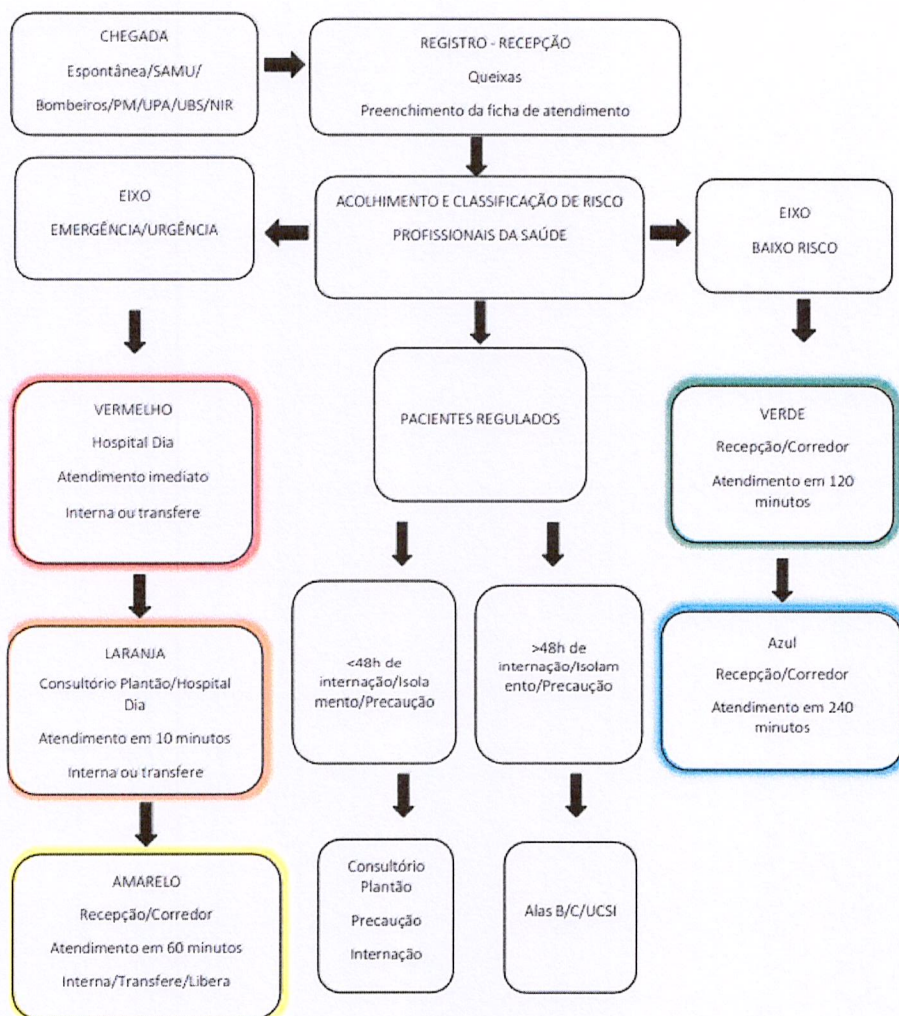 CHEGADA
Espontânea/SAMU/
Bombeiros/PM/UPA/UBS/NIR
REGISTRO - RECEPÇÃO
Queixas
Preenchimento da ficha de atendimento
EIXO
EMERGÊNCIA/URGÊNCIA
ACOLHIMENTO E CLASSIFICAÇÃO DE RISCO
PROFISSIONAIS DA SAÚDE
EIXO
BAIXO RISCO
VERMELHO
Hospital Dia
Atendimento imediato
Interna ou transfere
PACIENTES REGULADOS
VERDE
Recepção/Corredor
Atendimento em 120
minutos
LARANJA
Consultório Plantão/Hospital
Dia
Atendimento em 10 minutos
Interna ou transfere
<48h de
internação/Isola
mento/Precaução
>48h de
internação/Isolam
ento/Precaução
Azul
Recepção/Corredor
Atendimento em 240
minutos
AMARELO
Recepção/Corredor
Atendimento em 60 minutos
Interna/Transfere/Libera
Consultório
Plantão
Precaução
Internação
Alas B/C/UCSI